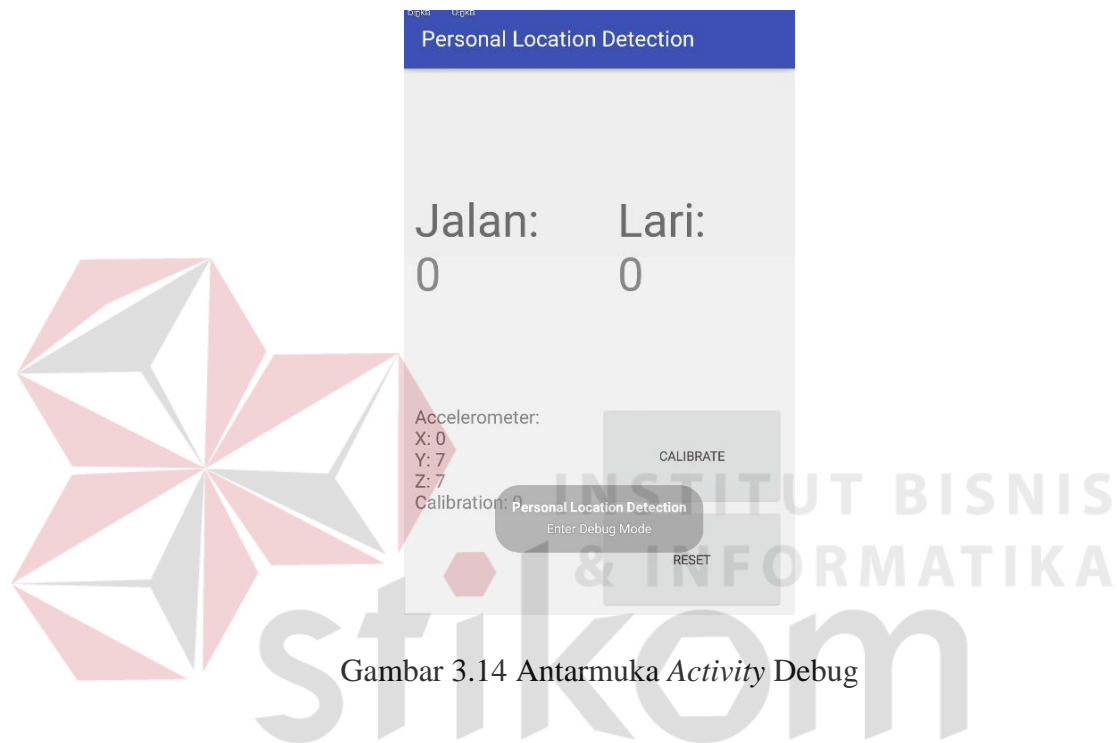 Personal Location Detection
Jalan:
0
Lari:
0
Accelerometer:
X: 0
Y: 7
Z: 7
Calibration: 0
CALIBRATE
Personal Location Detection
Enter Debug Mode
RESET
INSTITUT BISNIS
& INFORMATIKA
stikom
Gambar 3.14 Antarmuka Activity Debug